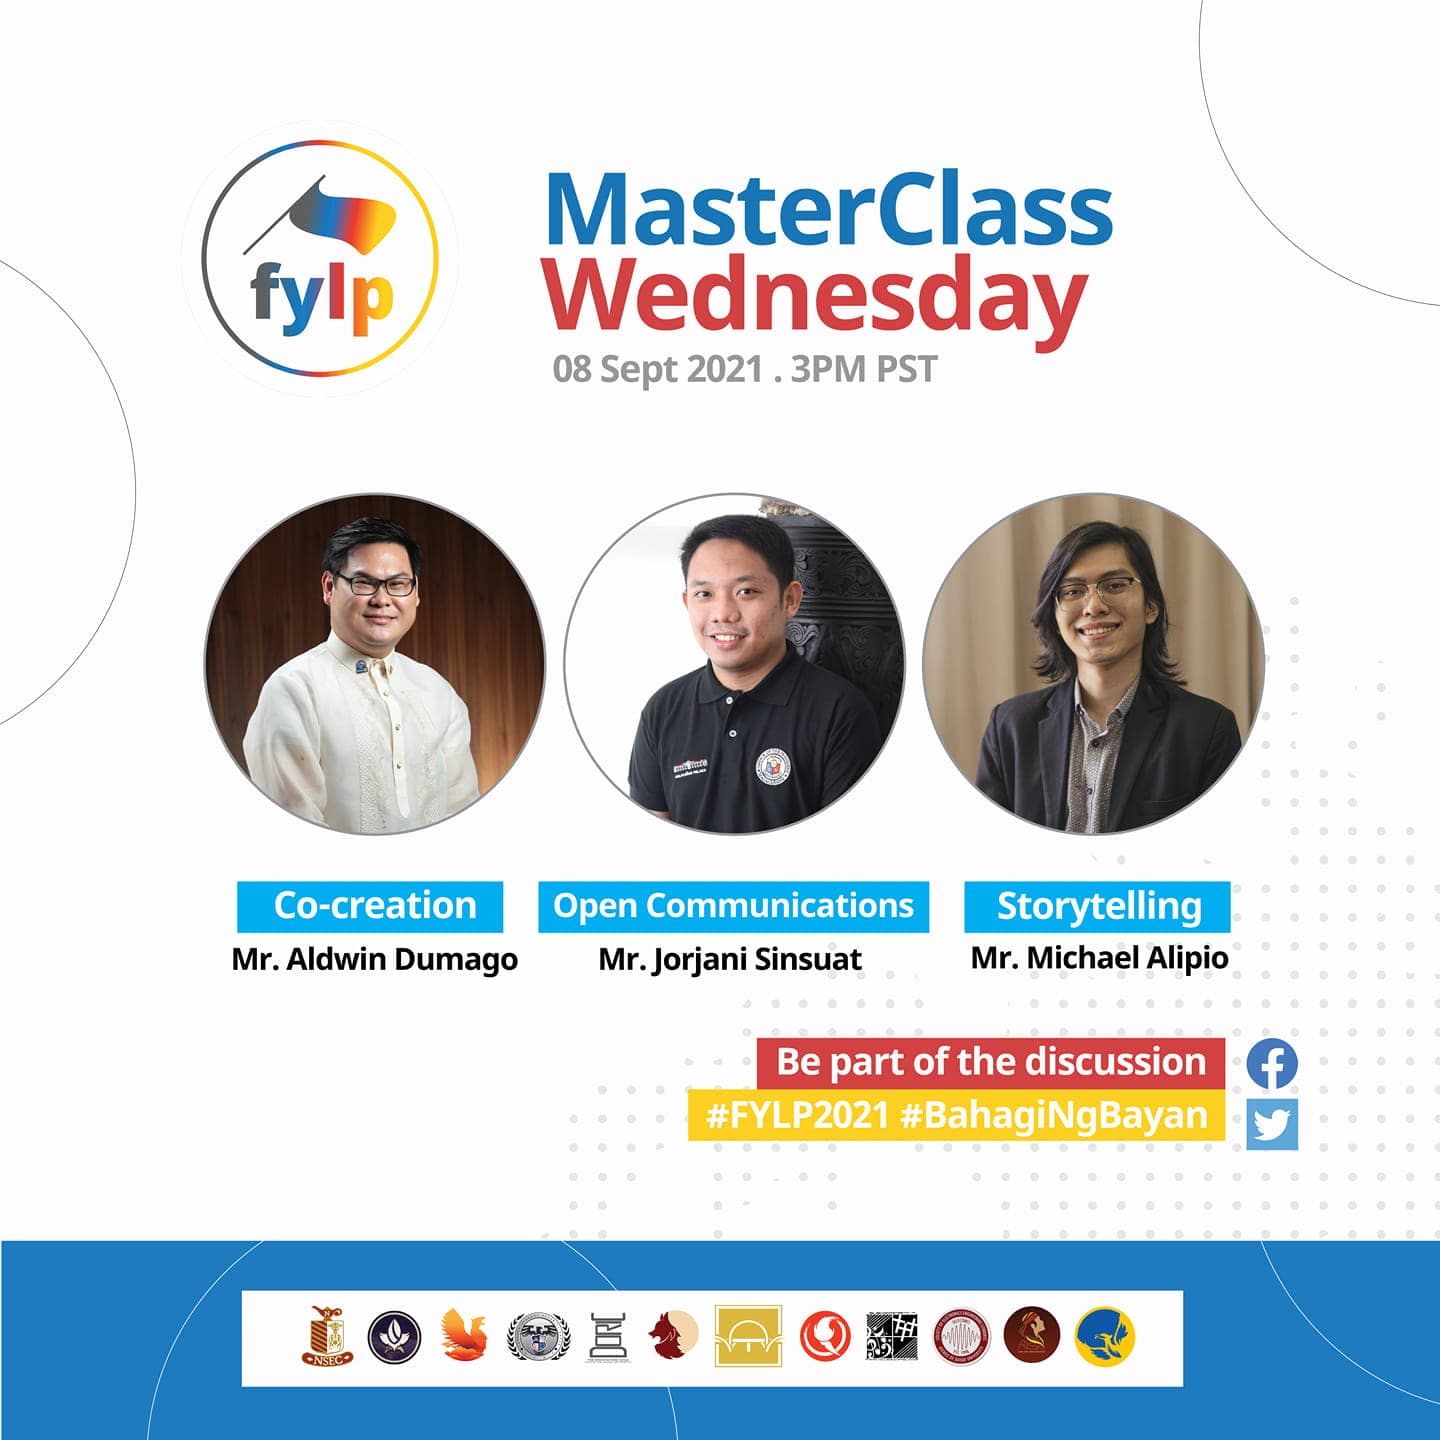 fylp
MasterClass
Wednesday
08 Sept 2021 . 3PM PST
Co-creation
Open Communications
Storytelling
Mr. Aldwin Dumago
Mr. Jorjani Sinsuat
Mr. Michael Alipio
Be part of the discussion
#FYLP2021 #BahagiNgBayan
NSEC